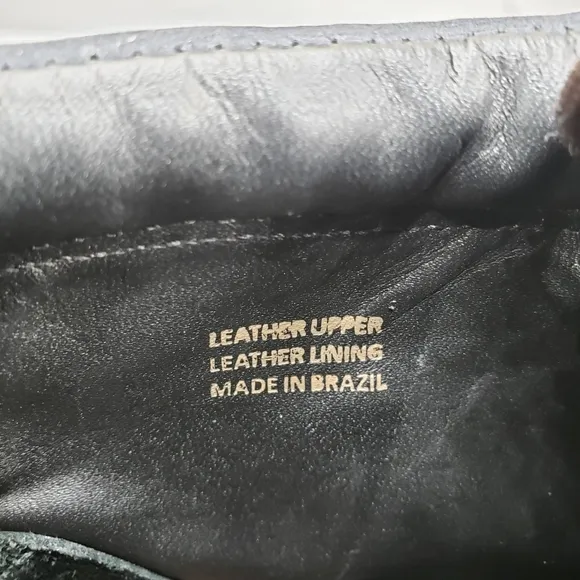 LEATHER UPPER
LEATHER LINING
MADE IN BRAZIL